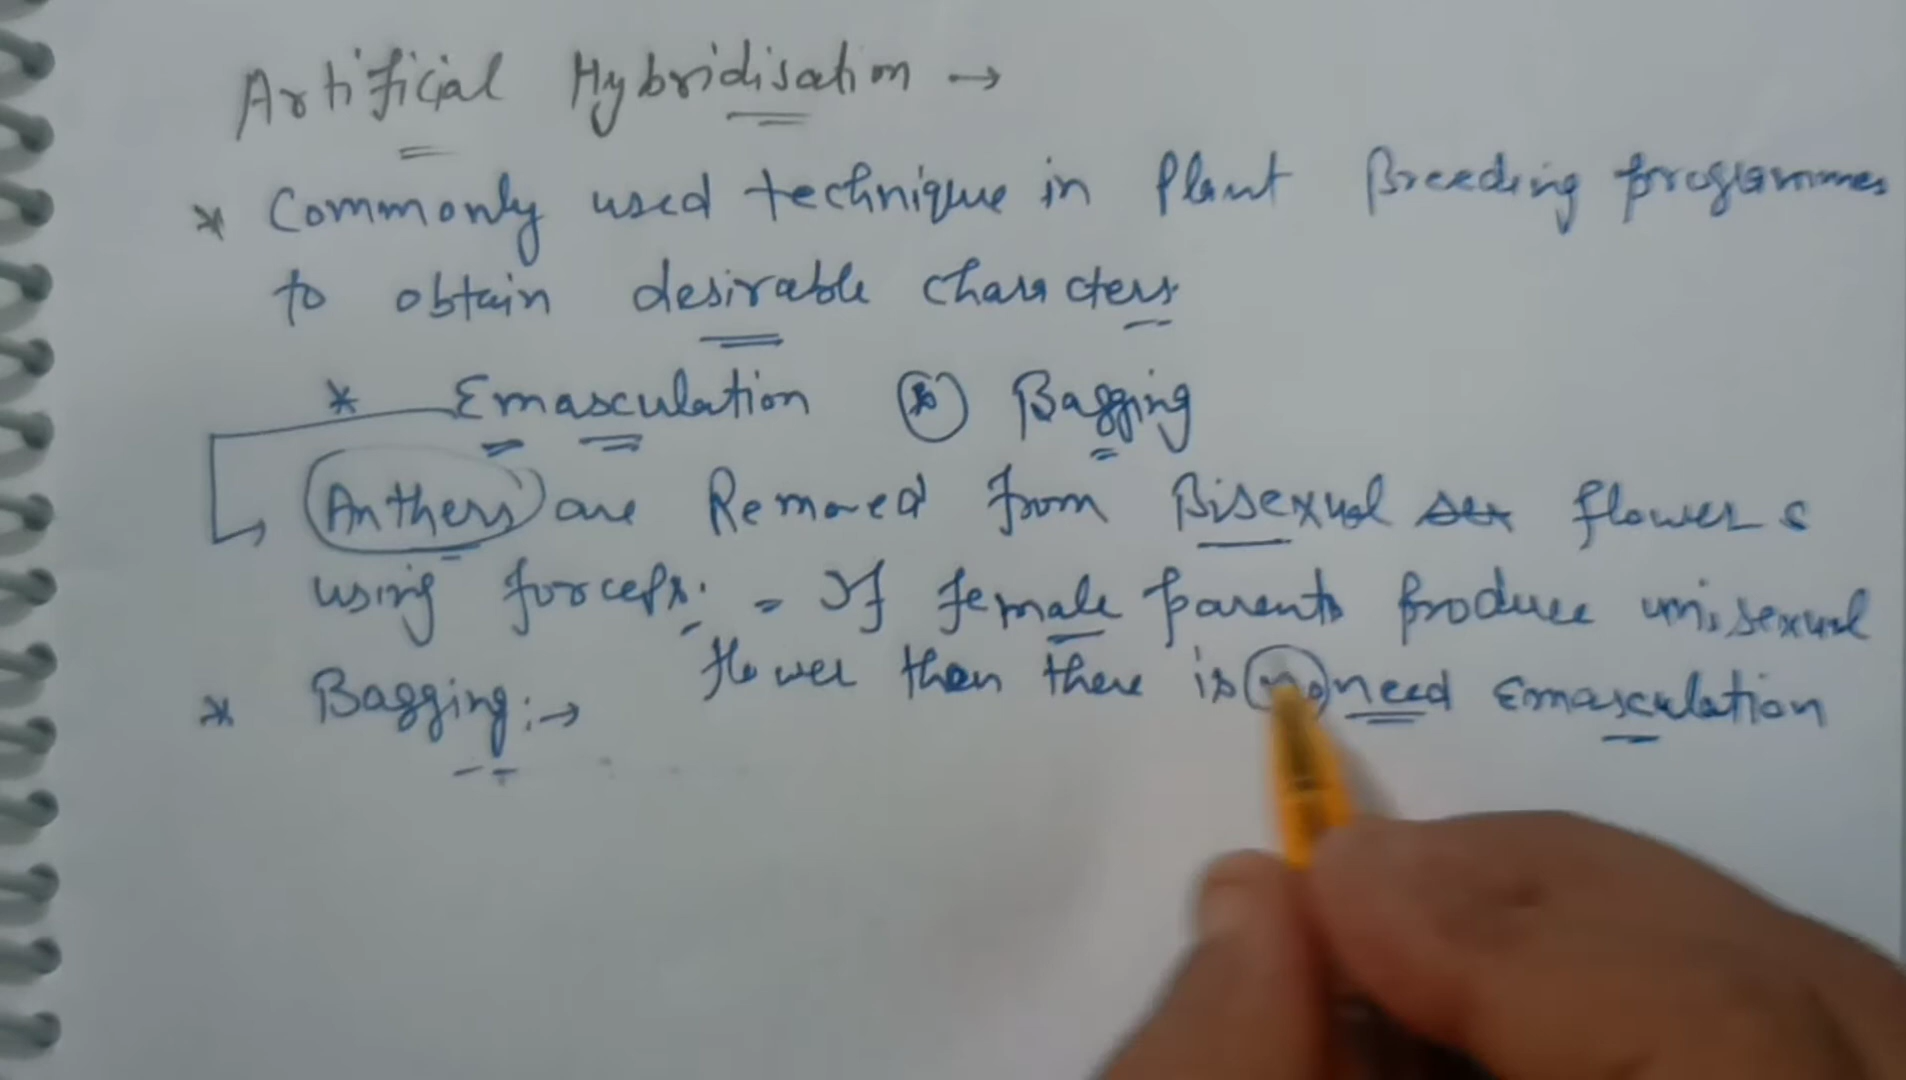 Artificial Hybridisation →
* Commonly used technique in Plant Breeding programmes
to obtain desirable characters
* Emasculation Bagging
Anthers are Removed from Bisexual flowers
using forceps. = If female parents produce unisexual
flower then there is no need Emasculation
* Bagging :→